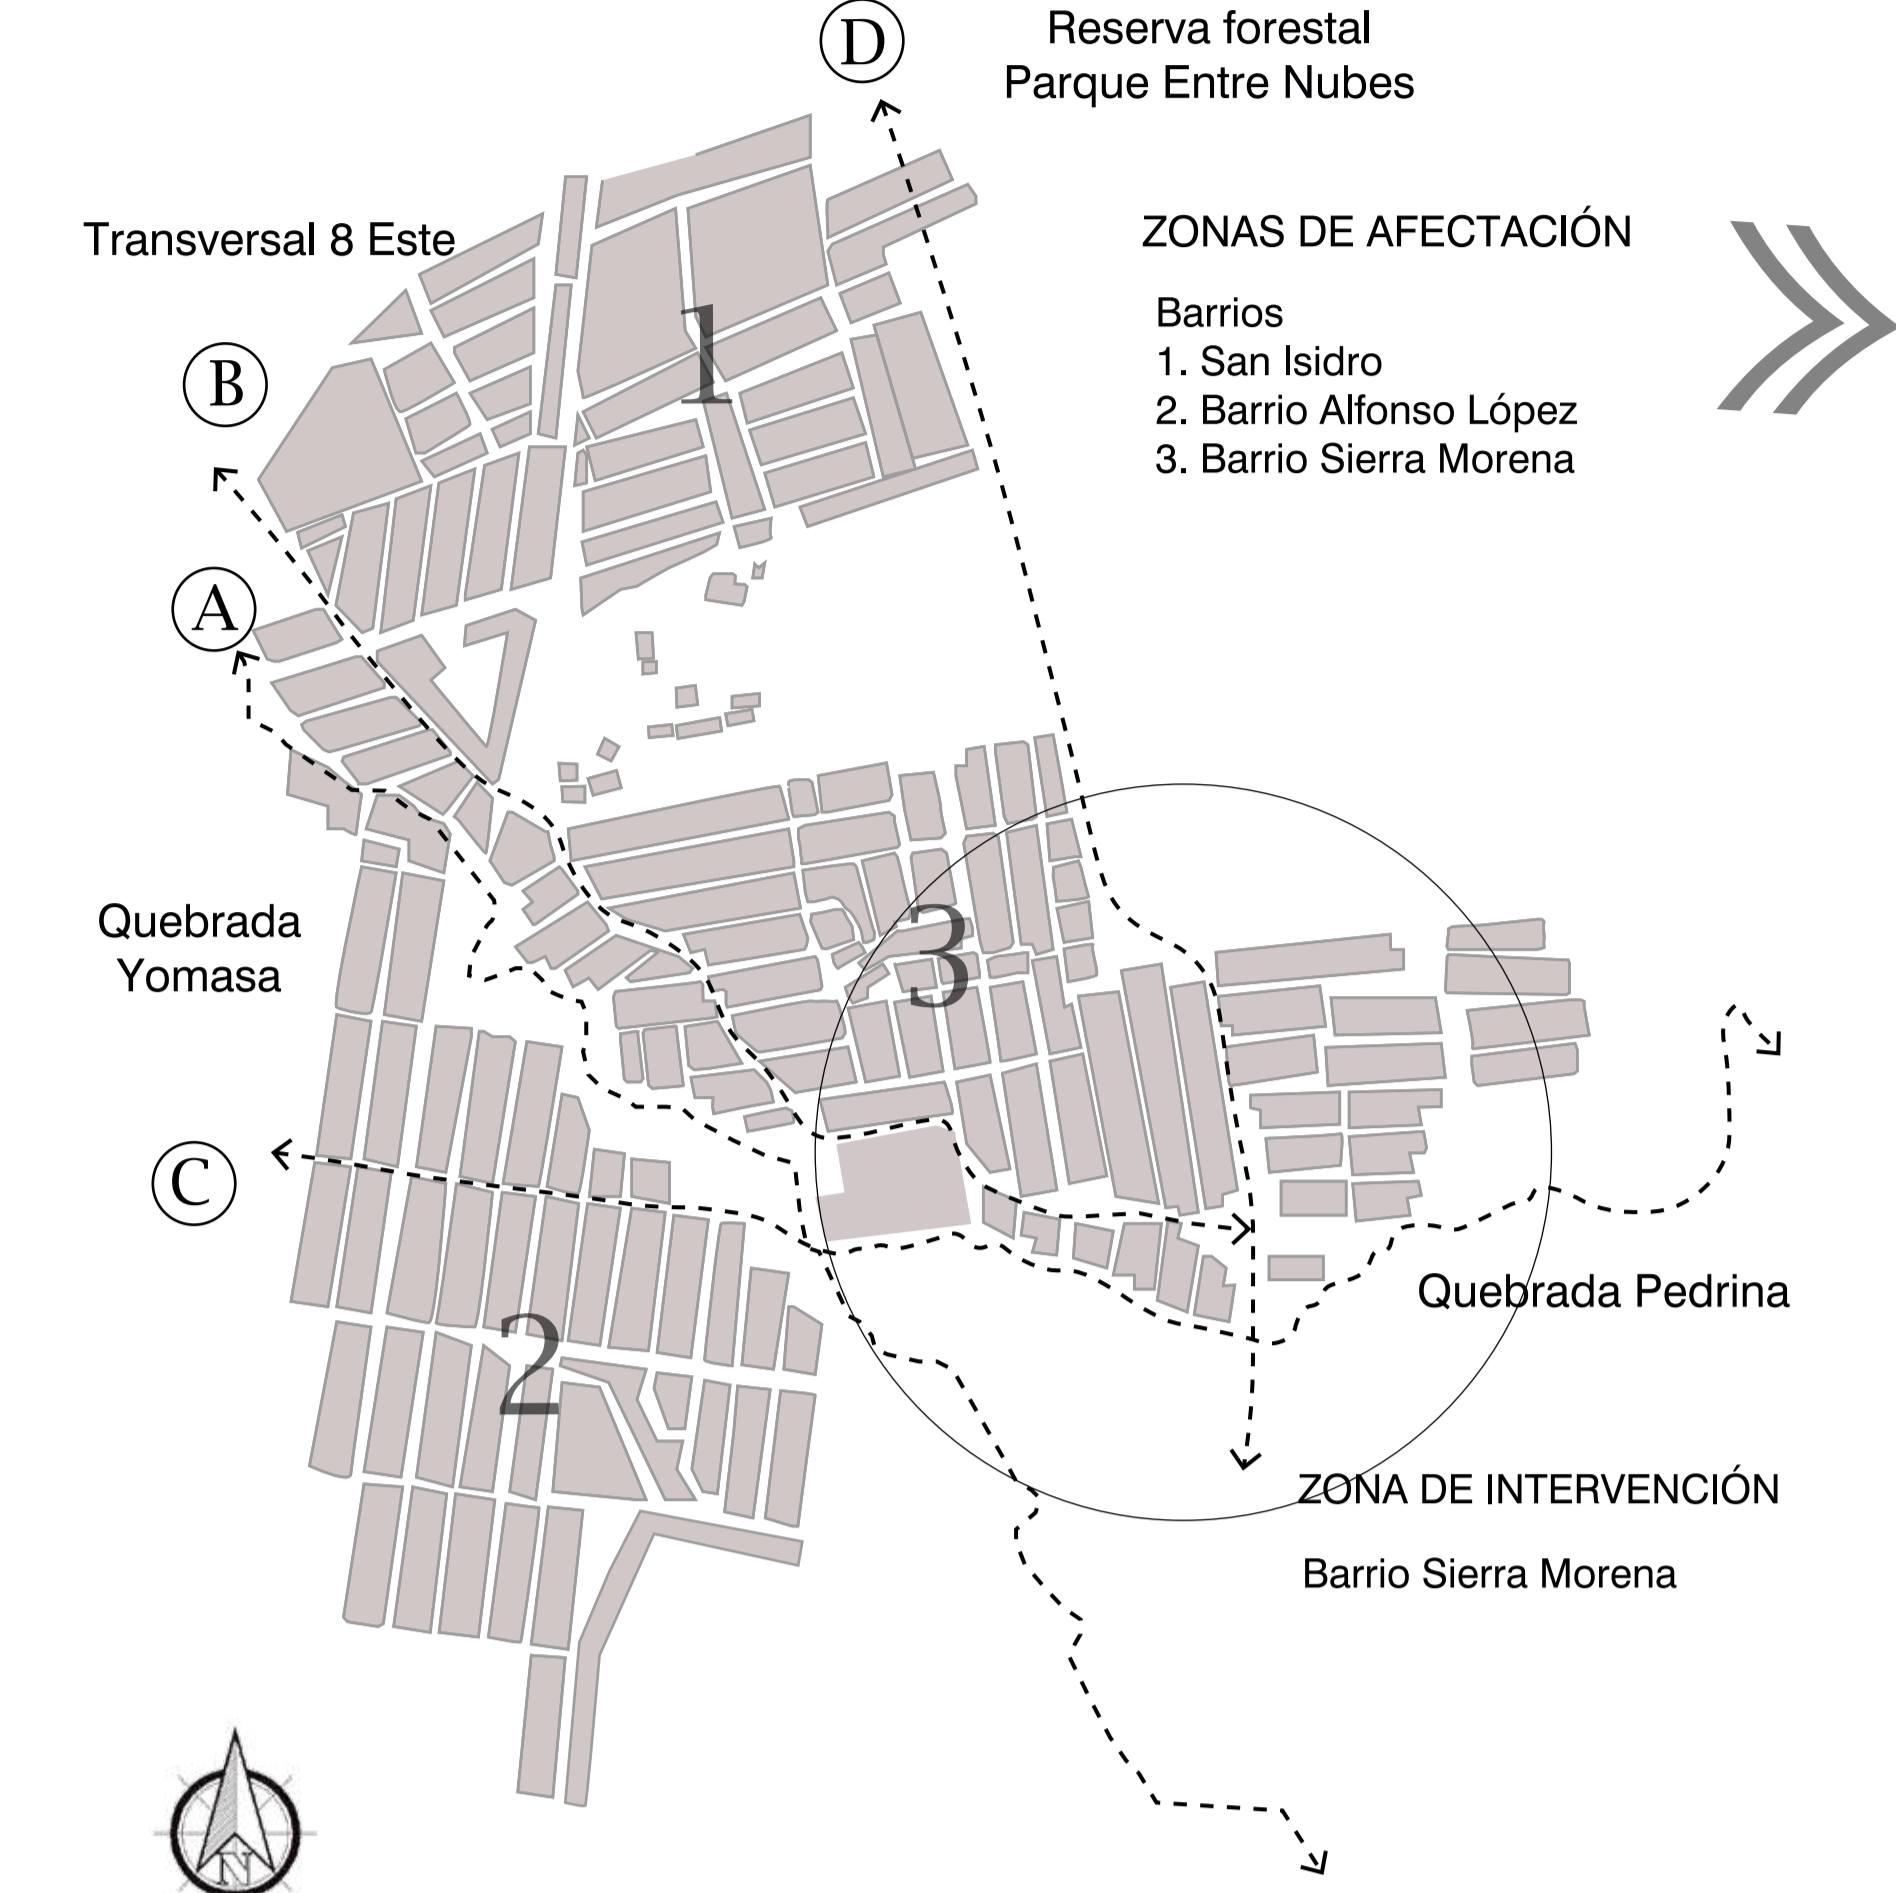 D
Reserva forestal
Parque Entre Nubes
Transversal 8 Este
ZONAS DE AFECTACIÓN
Barrios
1. San Isidro
2. Barrio Alfonso López
3. Barrio Sierra Morena
1
B
A
Quebrada
Yomasa
3
C
Quebrada Pedrina
2
ZONA DE INTERVENCIÓN
Barrio Sierra Morena
N